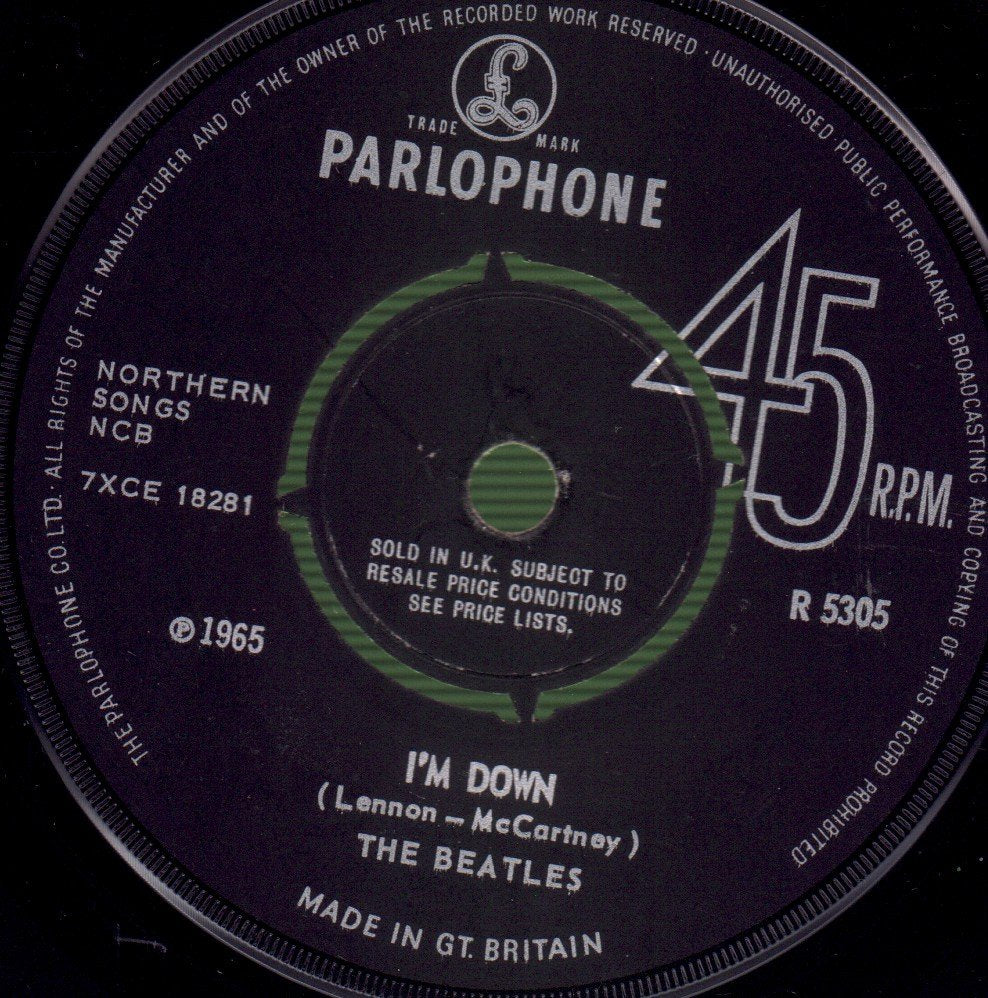 THE PARLOPHONE CO. LTD. · ALL RIGHTS OF THE MANUFACTURER AND OF THE OWNER OF THE RECORDED WORK RESERVED · UNAUTHORISED PUBLIC PERFORMANCE, BROADCASTING AND COPYING OF THIS RECORD PROHIBITED
£
TRADE MARK
PARLOPHONE
45
R.P.M.
NORTHERN
SONGS
NCB
7XCE 18281
SOLD IN U.K. SUBJECT TO
RESALE PRICE CONDITIONS
SEE PRICE LISTS.
R 5305
℗ 1965
I'M DOWN
(Lennon – McCartney)
THE BEATLES
MADE IN GT. BRITAIN